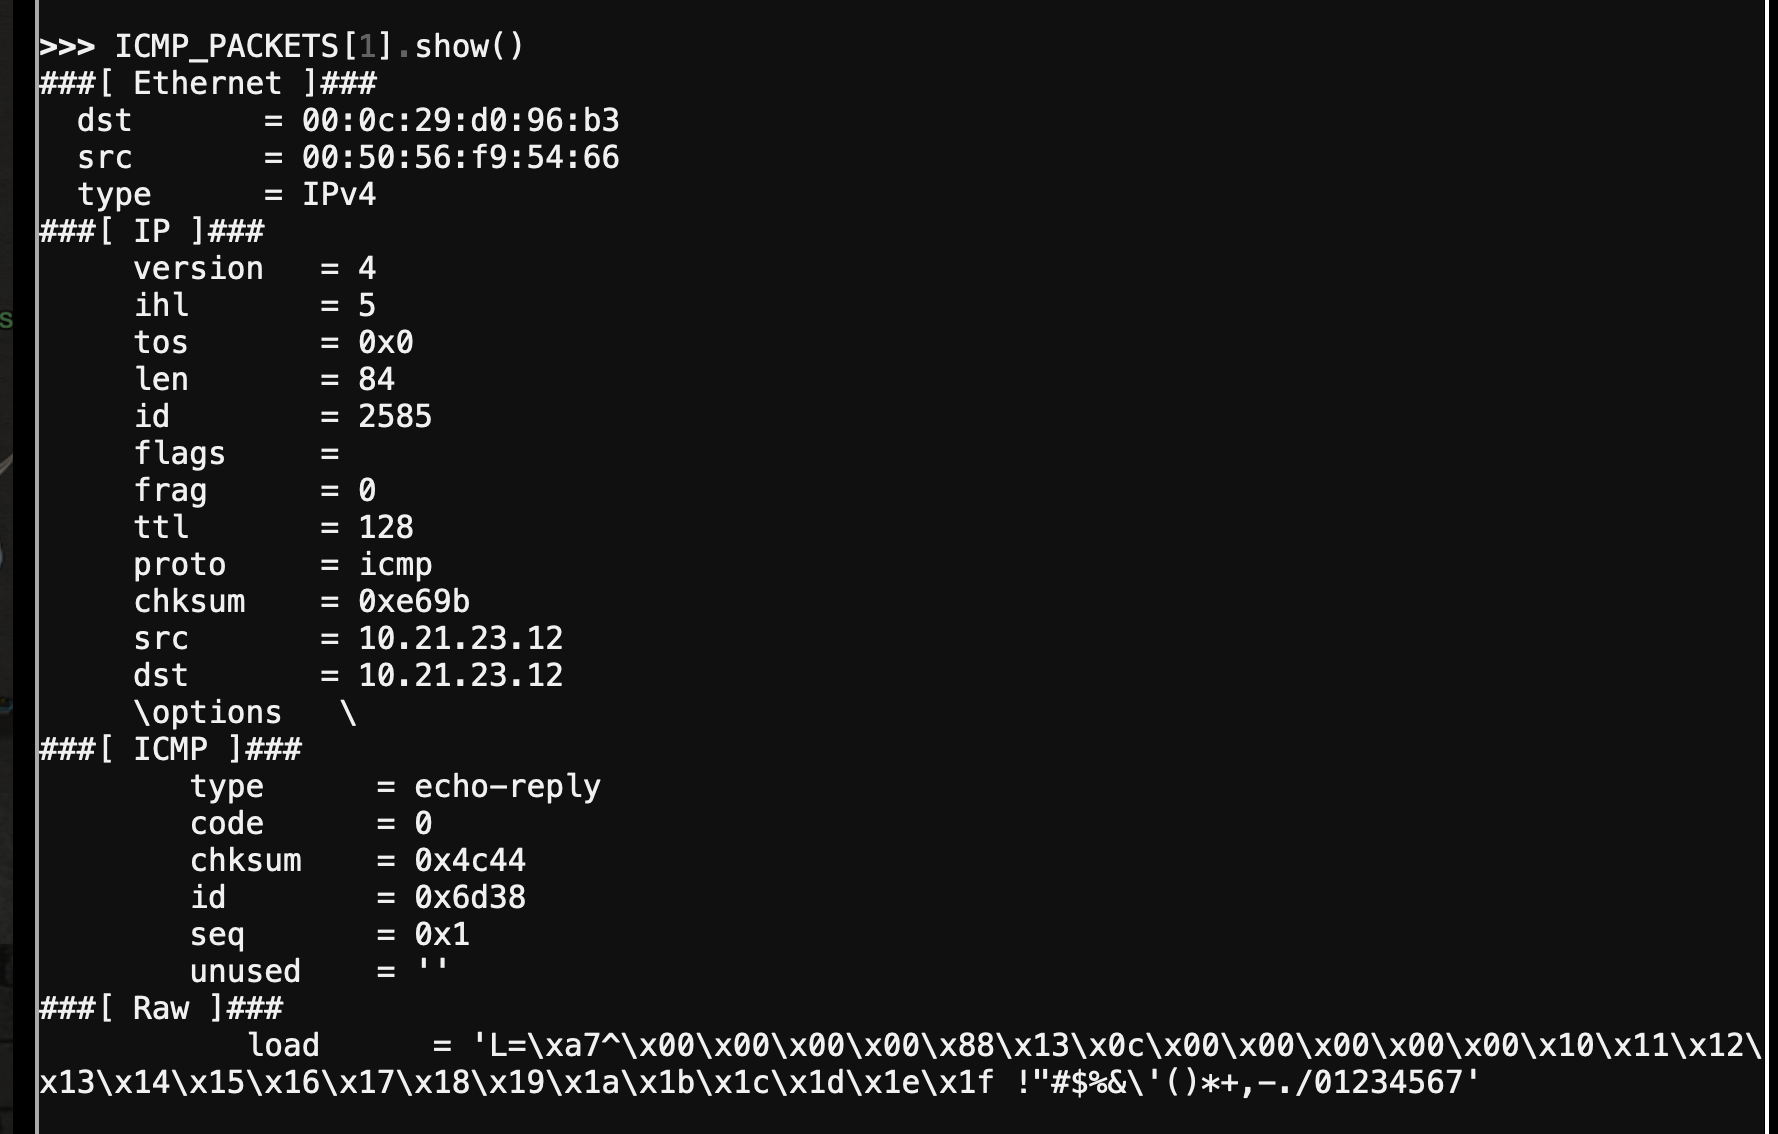 >>> ICMP_PACKETS[1].show()
###[ Ethernet ]###
  dst       = 00:0c:29:d0:96:b3
  src       = 00:50:56:f9:54:66
  type      = IPv4
###[ IP ]###
     version   = 4
     ihl       = 5
     tos       = 0x0
     len       = 84
     id        = 2585
     flags     =
     frag      = 0
     ttl       = 128
     proto     = icmp
     chksum    = 0xe69b
     src       = 10.21.23.12
     dst       = 10.21.23.12
     \options   \
###[ ICMP ]###
        type      = echo-reply
        code      = 0
        chksum    = 0x4c44
        id        = 0x6d38
        seq       = 0x1
        unused    = ''
###[ Raw ]###
           load      = 'L=\xa7^\x00\x00\x00\x00\x88\x13\x0c\x00\x00\x00\x00\x00\x10\x11\x12\
x13\x14\x15\x16\x17\x18\x19\x1a\x1b\x1c\x1d\x1e\x1f !"#$%&\'()*+,-./01234567'